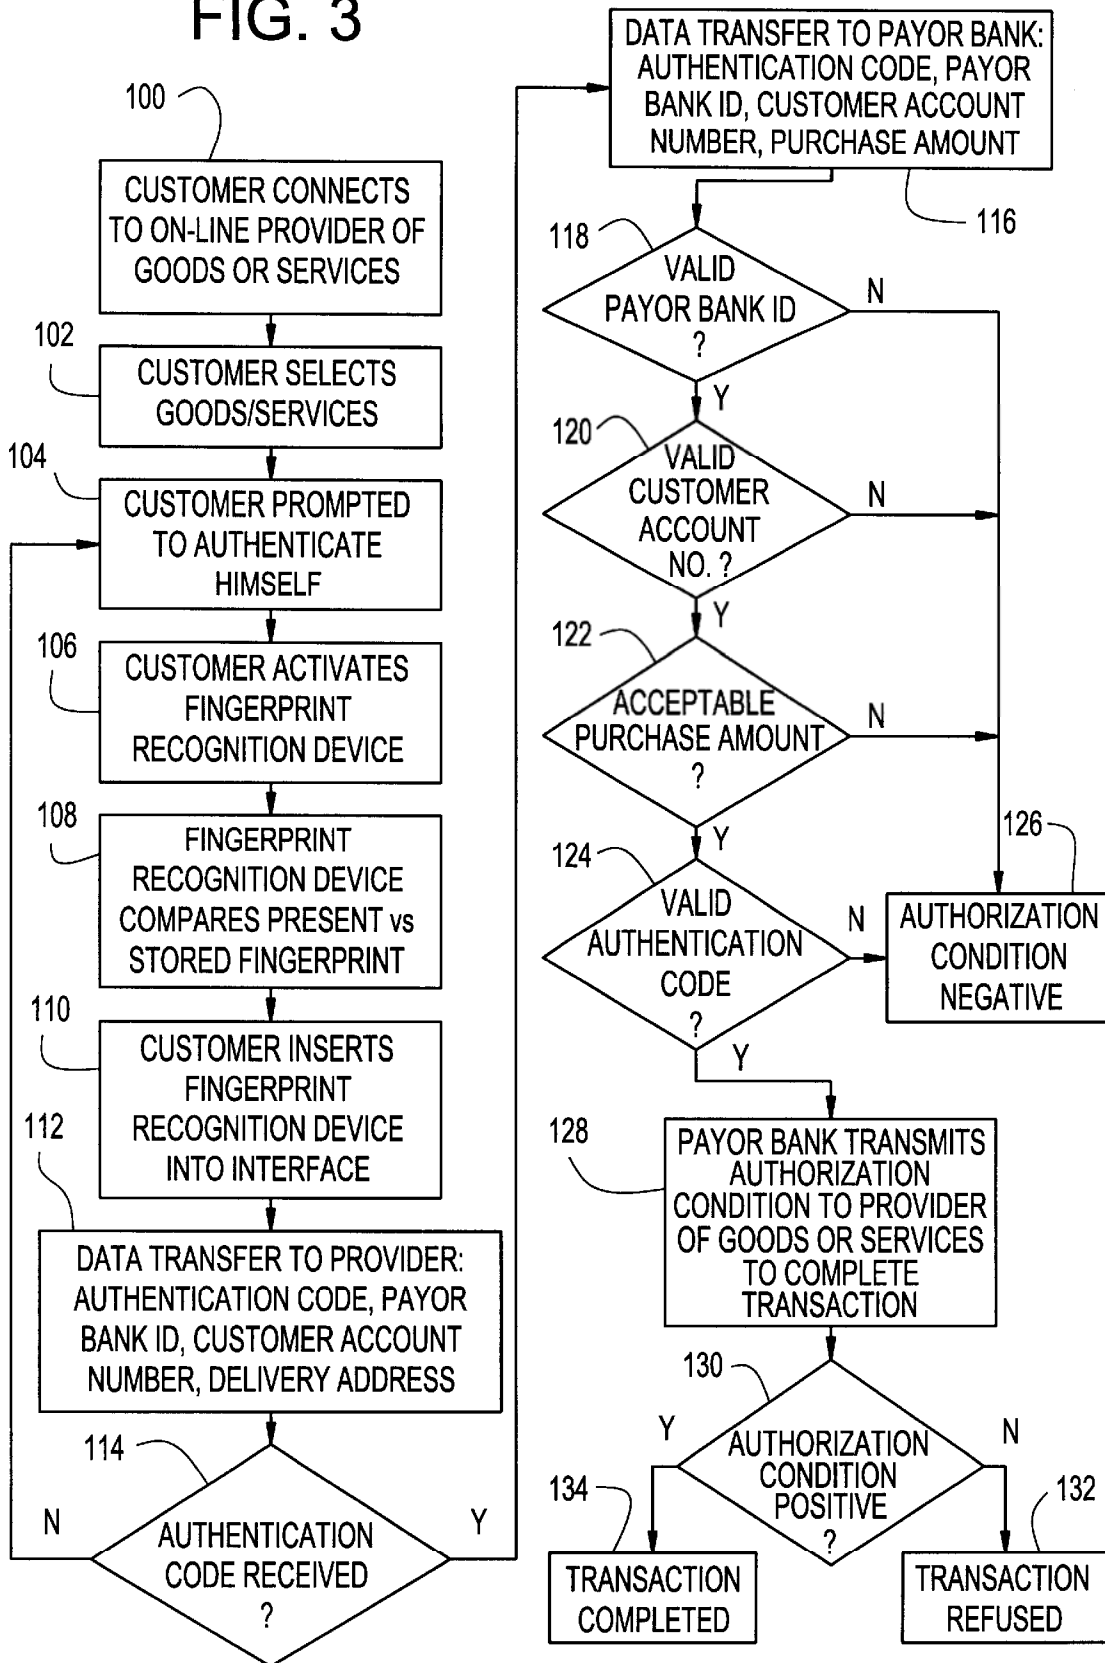 FIG. 3
100
CUSTOMER CONNECTS
TO ON-LINE PROVIDER OF
GOODS OR SERVICES
102
CUSTOMER SELECTS
GOODS/SERVICES
104
CUSTOMER PROMPTED
TO AUTHENTICATE
HIMSELF
106
CUSTOMER ACTIVATES
FINGERPRINT
RECOGNITION DEVICE
108
FINGERPRINT
RECOGNITION DEVICE
COMPARES PRESENT vs
STORED FINGERPRINT
110
CUSTOMER INSERTS
FINGERPRINT
RECOGNITION DEVICE
INTO INTERFACE
112
DATA TRANSFER TO PROVIDER:
AUTHENTICATION CODE, PAYOR
BANK ID, CUSTOMER ACCOUNT
NUMBER, DELIVERY ADDRESS
114
N
Y
AUTHENTICATION
CODE RECEIVED
?
DATA TRANSFER TO PAYOR BANK:
AUTHENTICATION CODE, PAYOR
BANK ID, CUSTOMER ACCOUNT
NUMBER, PURCHASE AMOUNT
116
118
VALID
PAYOR BANK ID
?
N
Y
120
VALID
CUSTOMER
ACCOUNT
NO. ?
N
Y
122
ACCEPTABLE
PURCHASE AMOUNT
?
N
Y
124
VALID
AUTHENTICATION
CODE
?
N
Y
126
AUTHORIZATION
CONDITION
NEGATIVE
128
PAYOR BANK TRANSMITS
AUTHORIZATION
CONDITION TO PROVIDER
OF GOODS OR SERVICES
TO COMPLETE
TRANSACTION
130
Y
N
AUTHORIZATION
CONDITION
POSITIVE
?
134
TRANSACTION
COMPLETED
132
TRANSACTION
REFUSED